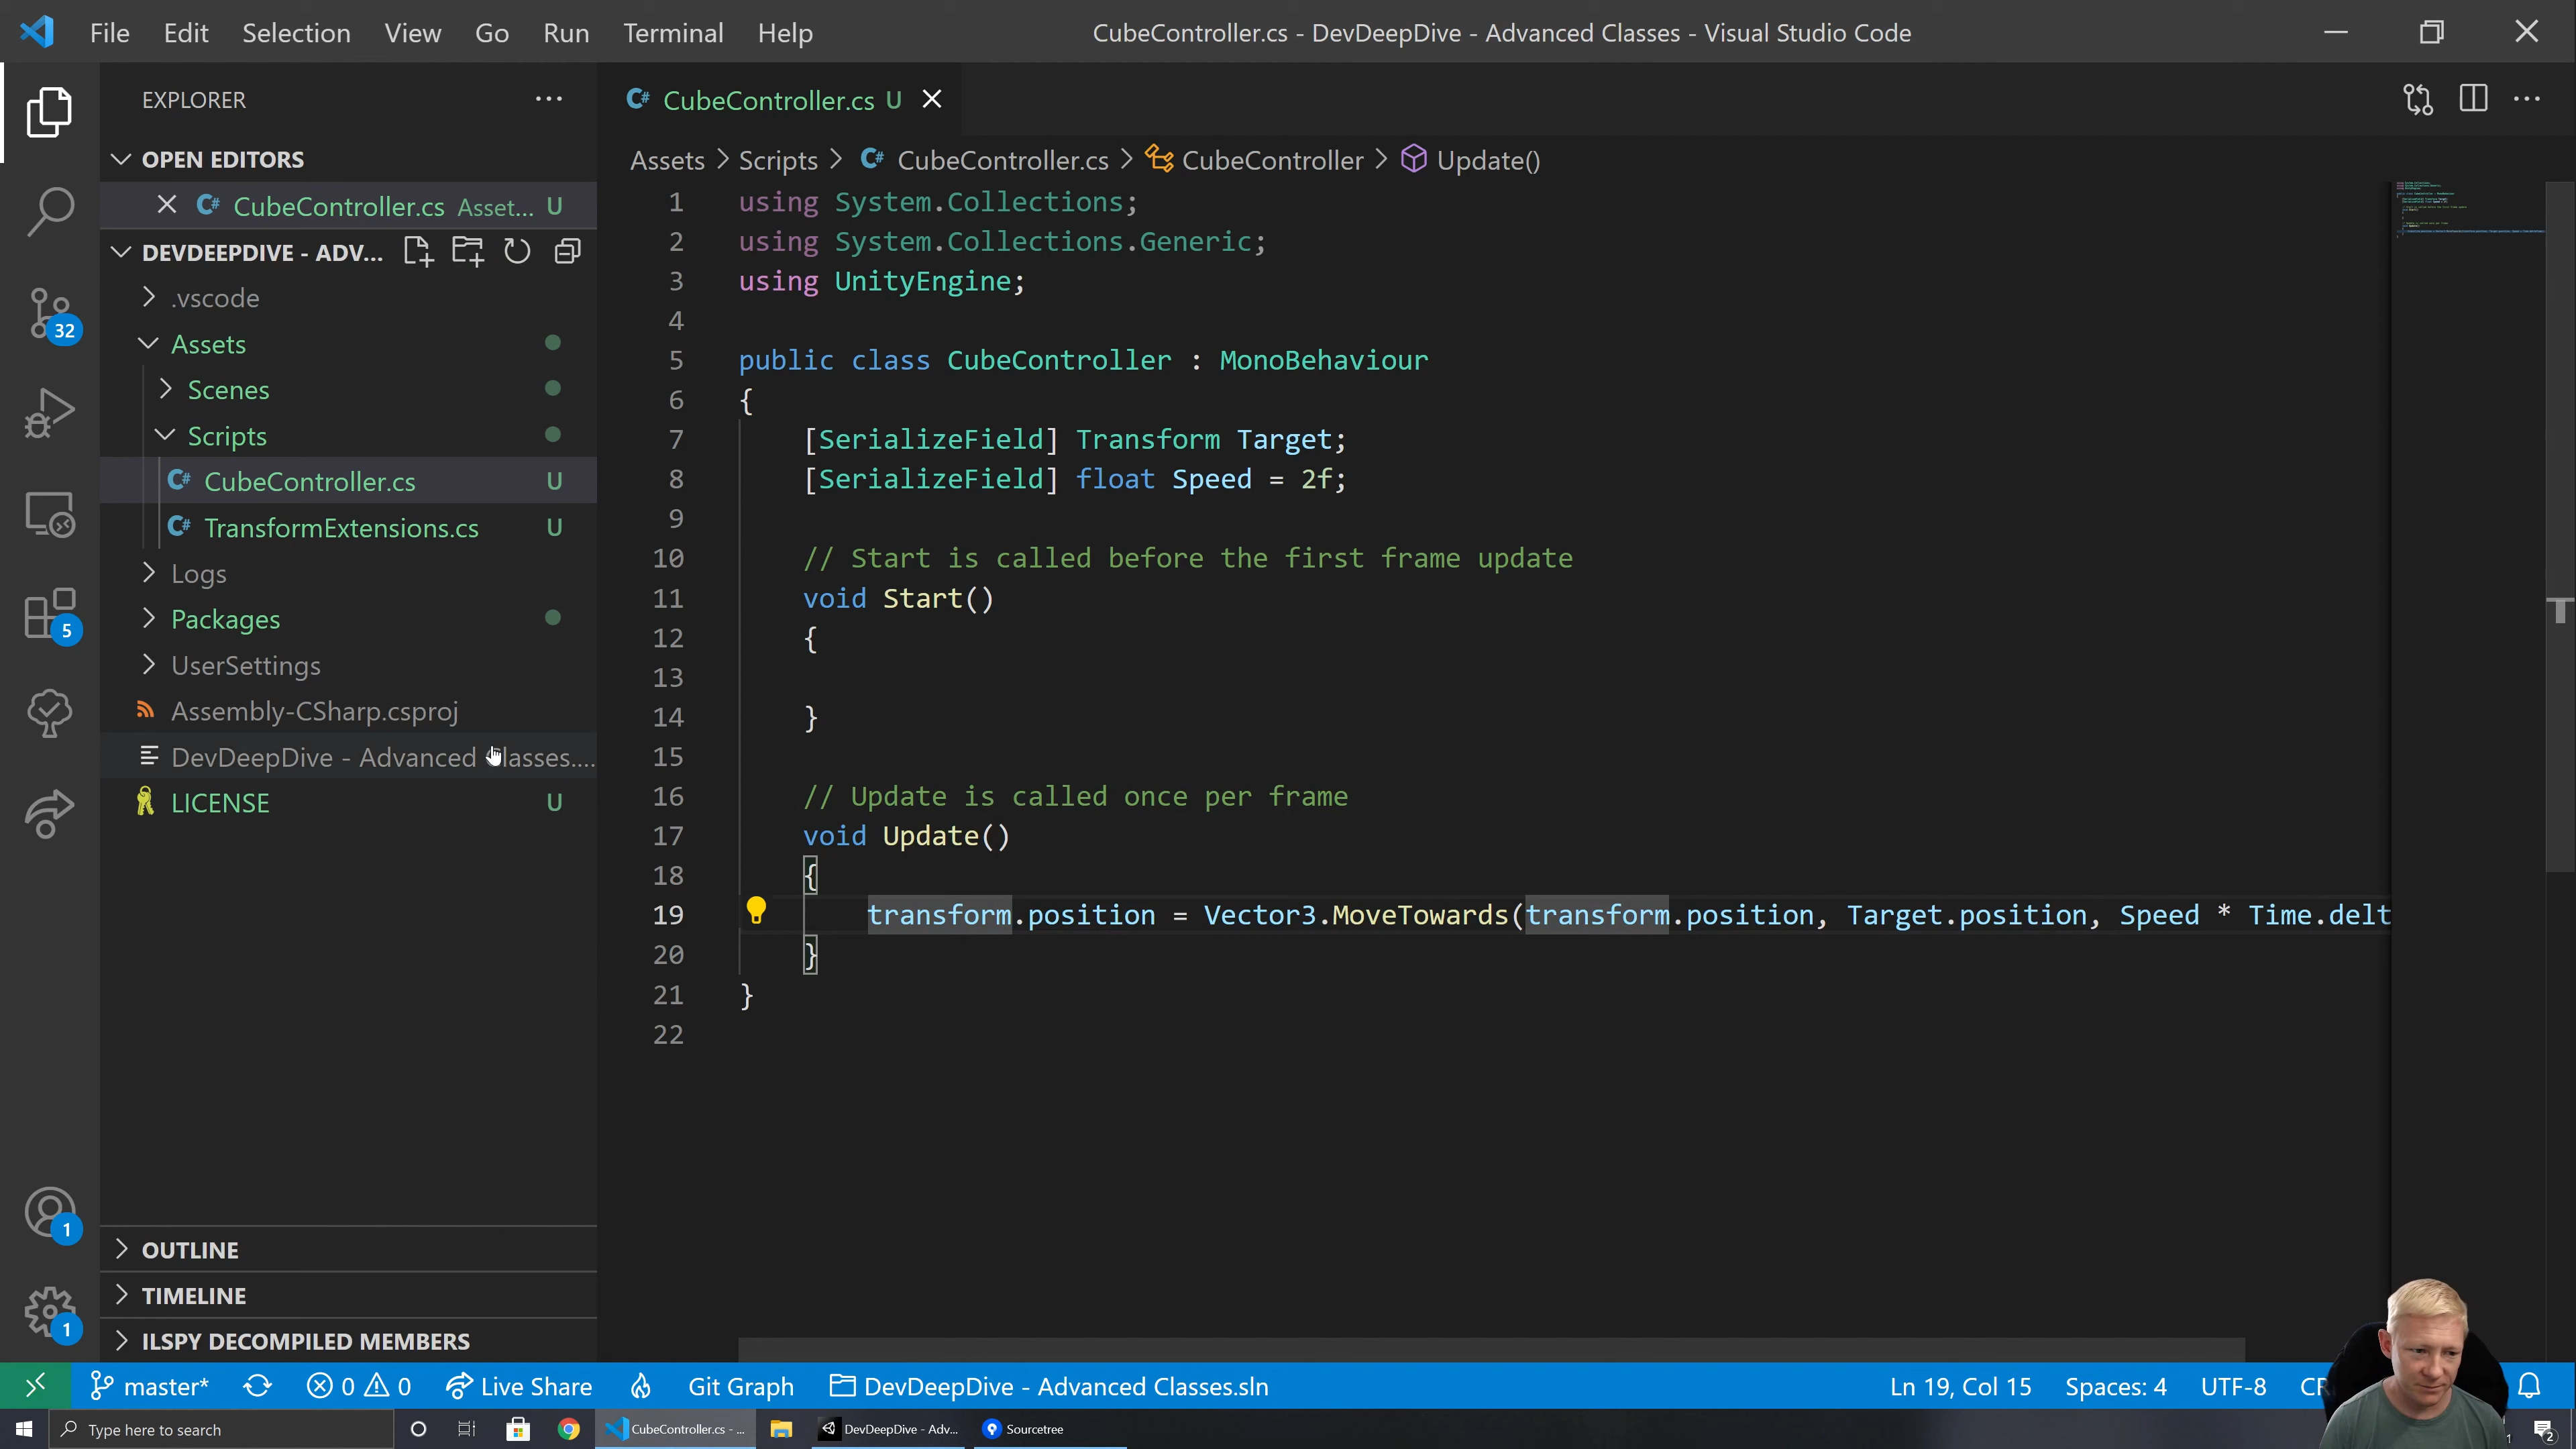 File Edit Selection View Go Run Terminal Help
CubeController.cs - DevDeepDive - Advanced Classes - Visual Studio Code
EXPLORER
OPEN EDITORS
CubeController.cs Asset... U
DEVDEEPDIVE - ADV...
.vscode
Assets
Scenes
Scripts
CubeController.cs U
TransformExtensions.cs U
Logs
Packages
UserSettings
Assembly-CSharp.csproj
DevDeepDive - Advanced Classes....
LICENSE U
OUTLINE
TIMELINE
ILSPY DECOMPILED MEMBERS
32
5
1
1
CubeController.cs U
Assets > Scripts > CubeController.cs > CubeController > Update()
1 using System.Collections;
2 using System.Collections.Generic;
3 using UnityEngine;
4
5 public class CubeController : MonoBehaviour
6 {
7 [SerializeField] Transform Target;
8 [SerializeField] float Speed = 2f;
9
10 // Start is called before the first frame update
11 void Start()
12 {
13
14 }
15
16 // Update is called once per frame
17 void Update()
18 {
19 transform.position = Vector3.MoveTowards(transform.position, Target.position, Speed * Time.delt
20 }
21 }
22
master* 0 0 Live Share Git Graph DevDeepDive - Advanced Classes.sln Ln 19, Col 15 Spaces: 4 UTF-8 CR
Type here to search CubeController.cs - ... DevDeepDive - Adv... Sourcetree 2